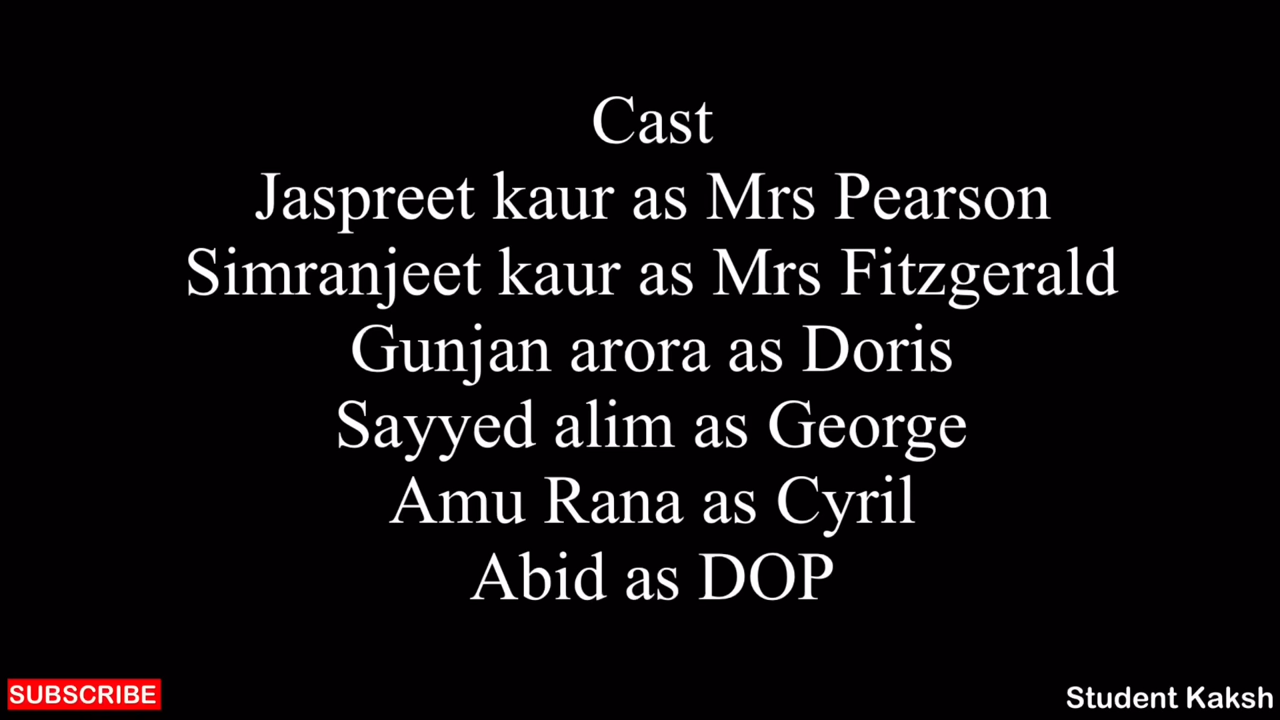 Cast
Jaspreet kaur as Mrs Pearson
Simranjeet kaur as Mrs Fitzgerald
Gunjan arora as Doris
Sayyed alim as George
Amu Rana as Cyril
Abid as DOP
SUBSCRIBE
Student Kaksh